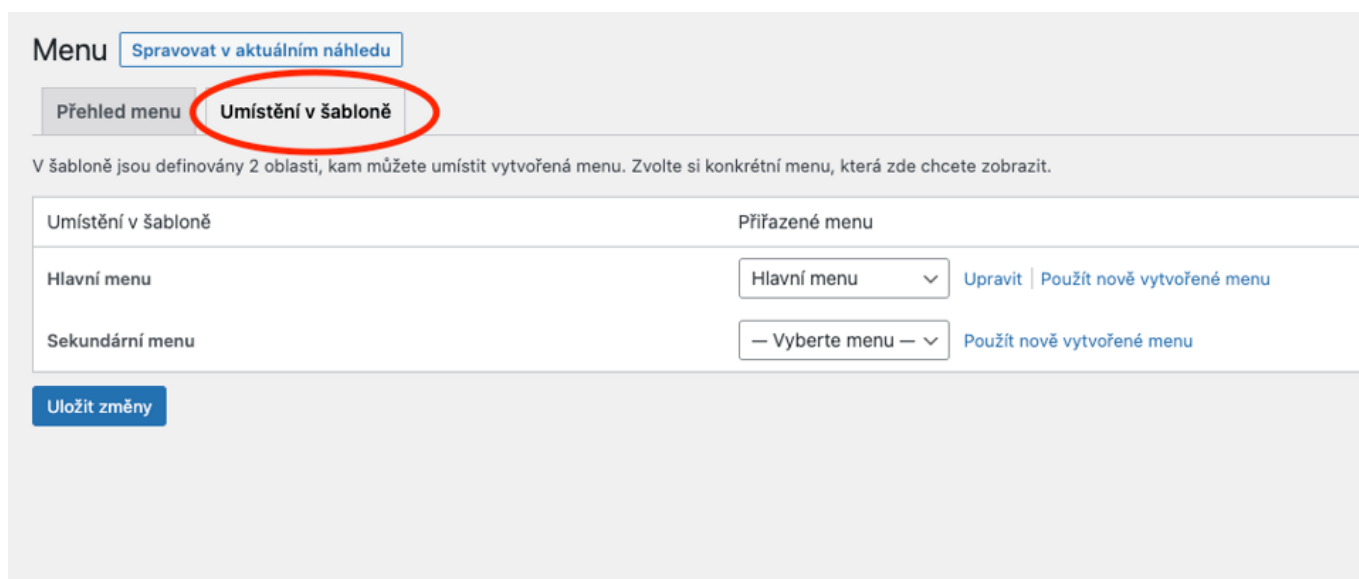 Menu Spravovat v aktuálním náhledu
Přehled menu Umístění v šabloně
V šabloně jsou definovány 2 oblasti, kam můžete umístit vytvořená menu. Zvolte si konkrétní menu, která zde chcete zobrazit.
Umístění v šabloně Přiřazené menu
Hlavní menu Hlavní menu Upravit | Použít nově vytvořené menu
Sekundární menu — Vyberte menu — Použít nově vytvořené menu
Uložit změny